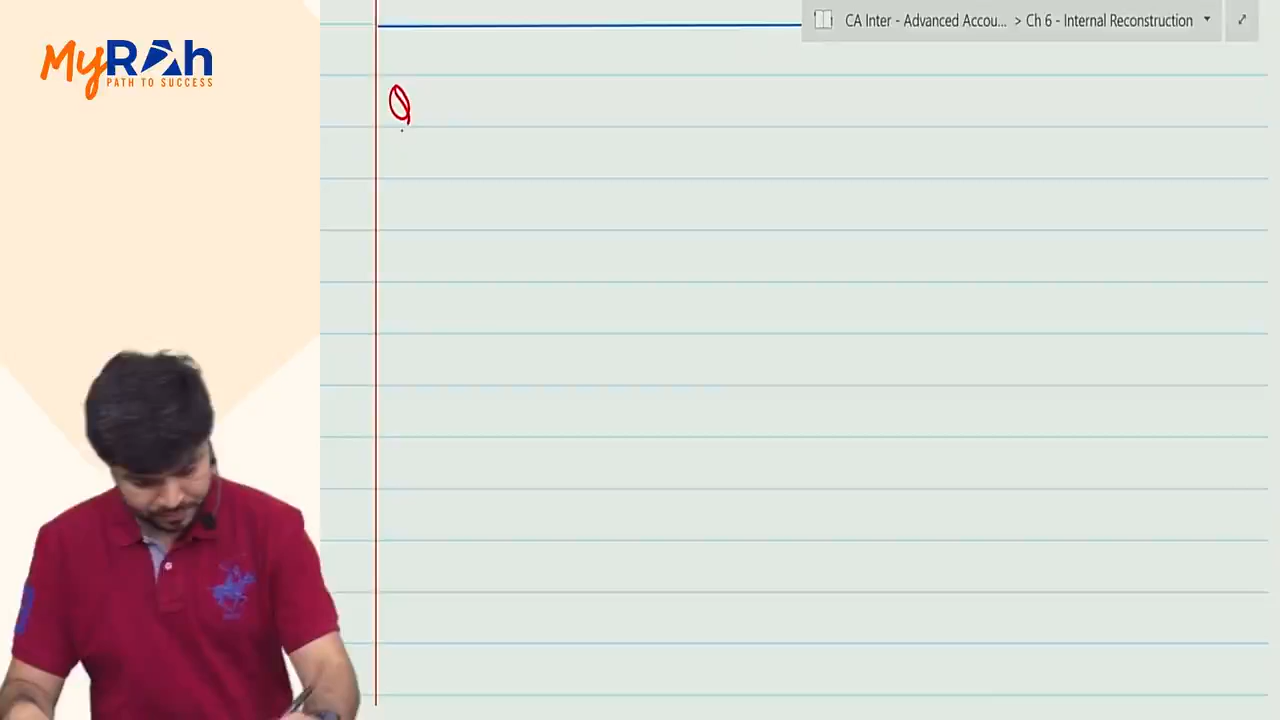 MyRAh
PATH TO SUCCESS
CA Inter - Advanced Accou... > Ch 6 - Internal Reconstruction
Q